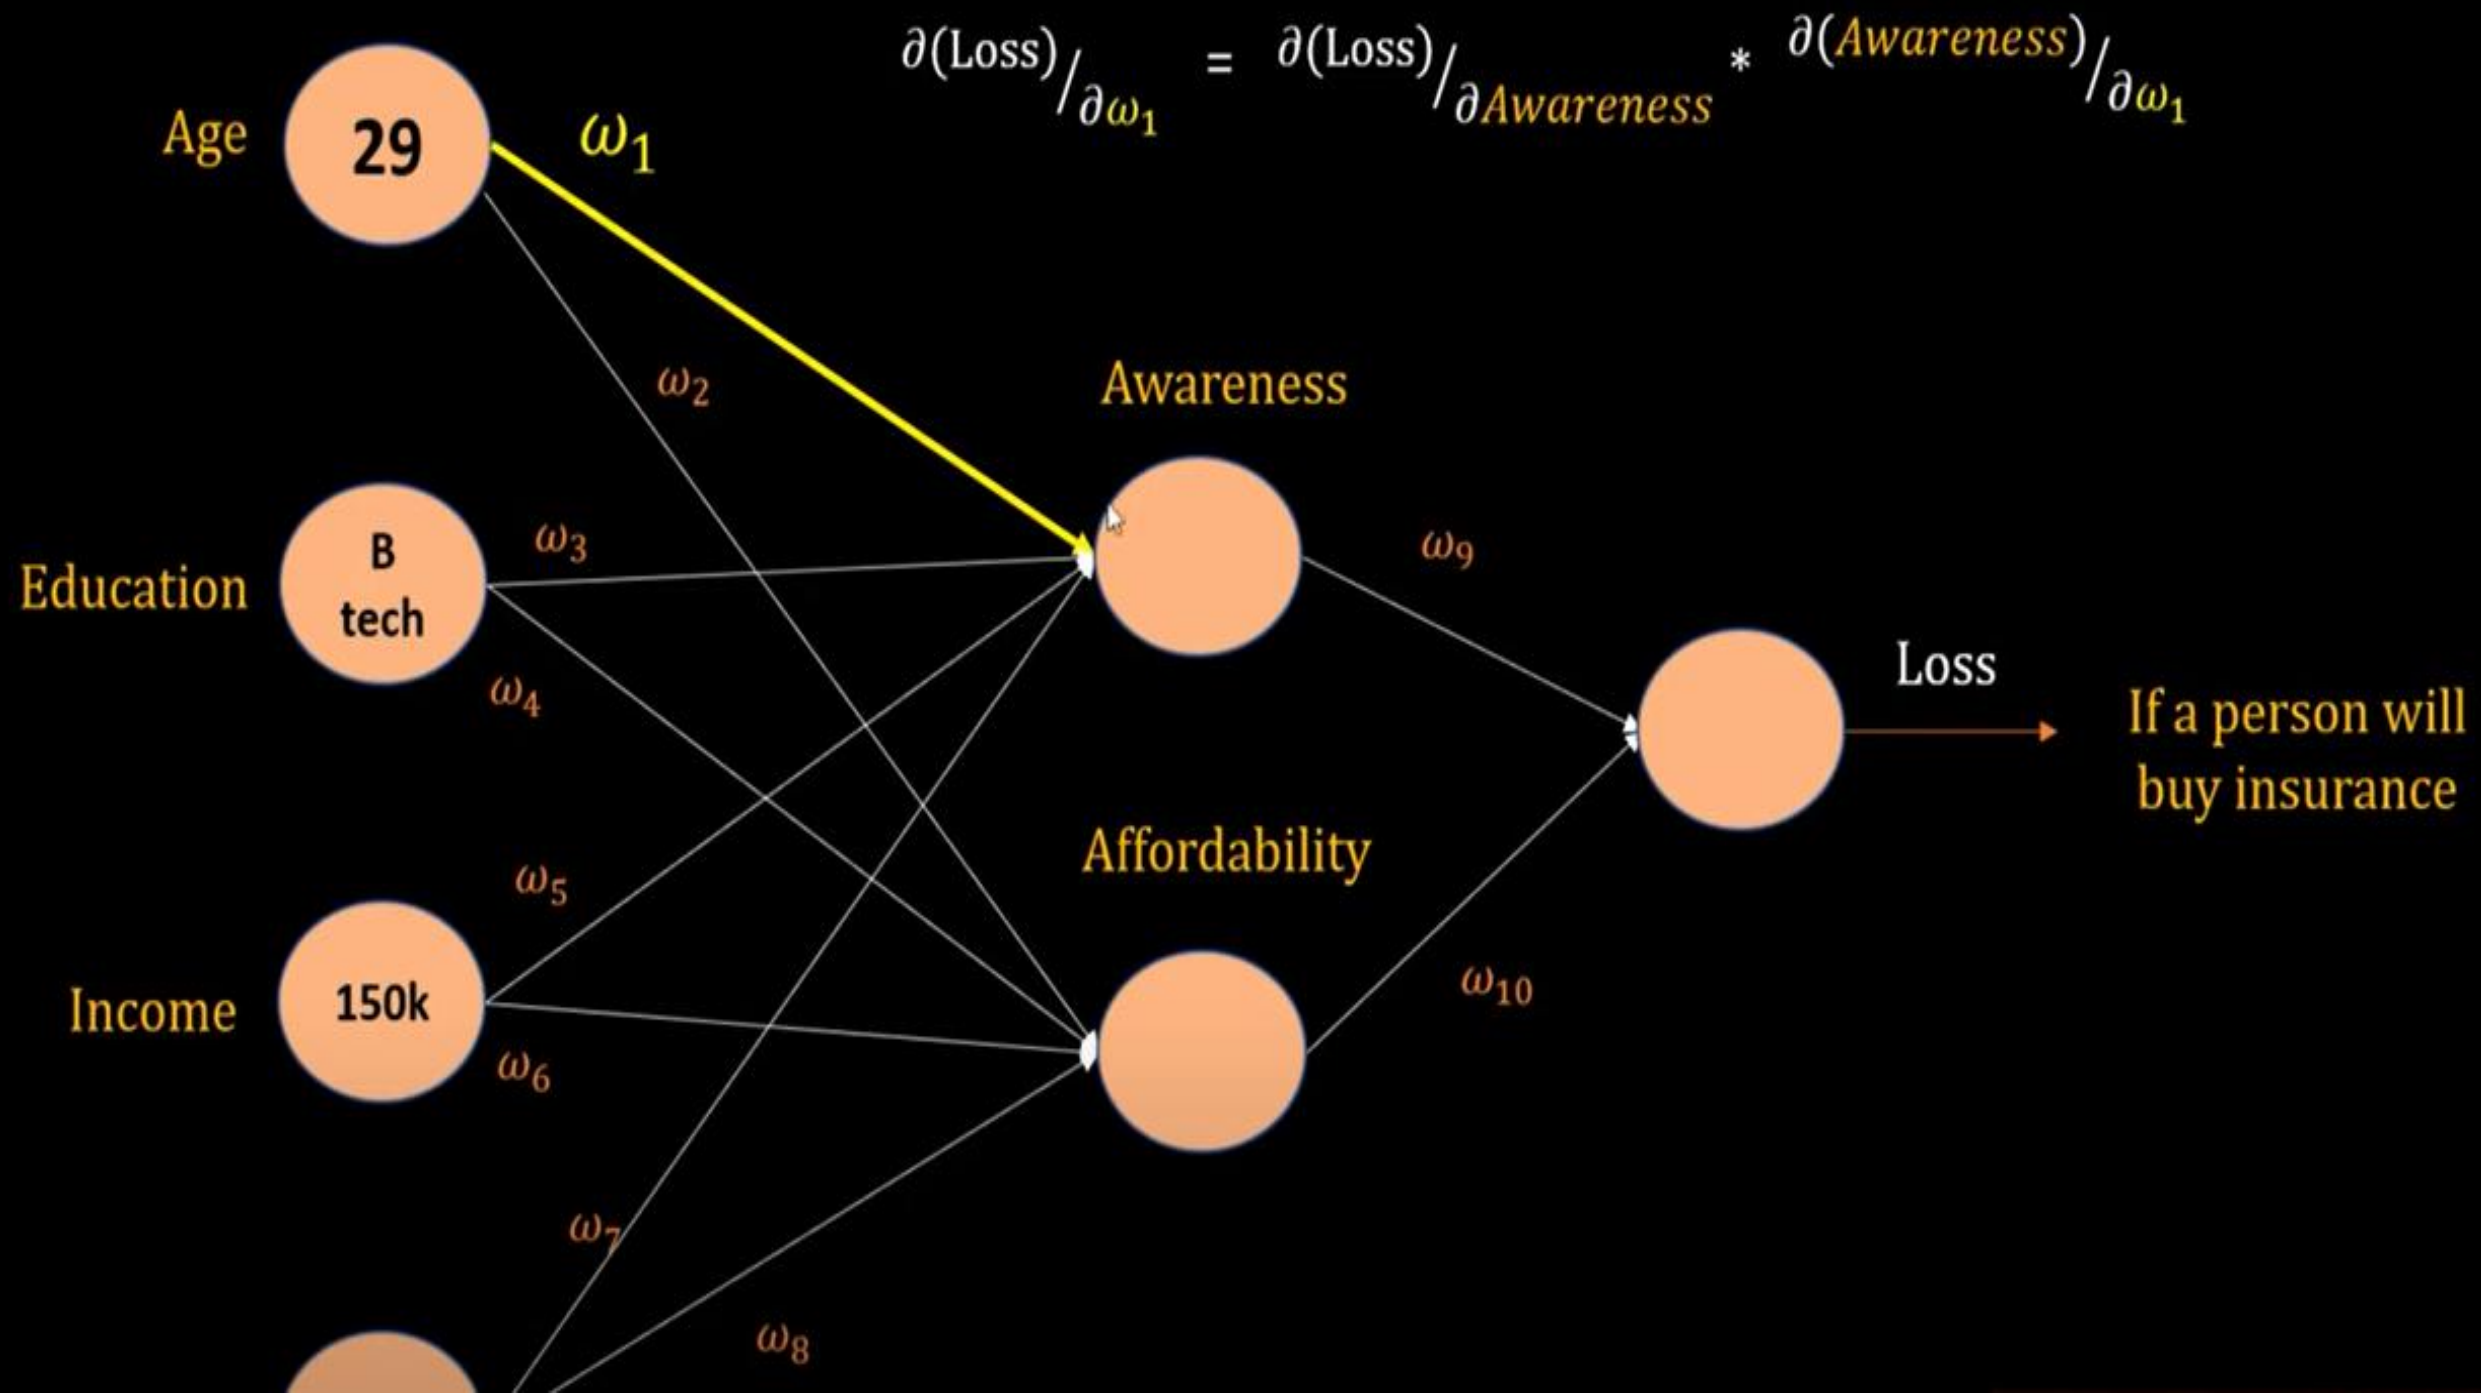 ∂(Loss)/∂ω₁ = ∂(Loss)/∂Awareness * ∂(Awareness)/∂ω₁
Age
29
ω₁
ω₂
Awareness
Education
B
tech
ω₃
ω₄
ω₉
Loss
If a person will
buy insurance
Affordability
ω₅
Income
150k
ω₆
ω₁₀
ω₇
ω₈